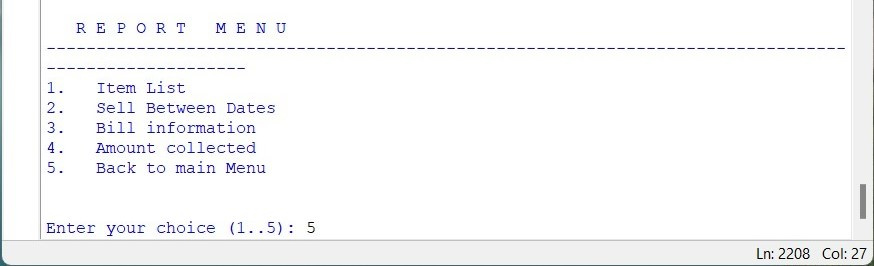 R E P O R T   M E N U
--------------------------------------------------------------------------------
--------------------
1.   Item List
2.   Sell Between Dates
3.   Bill information
4.   Amount collected
5.   Back to main Menu
Enter your choice (1..5): 5
Ln: 2208   Col: 27